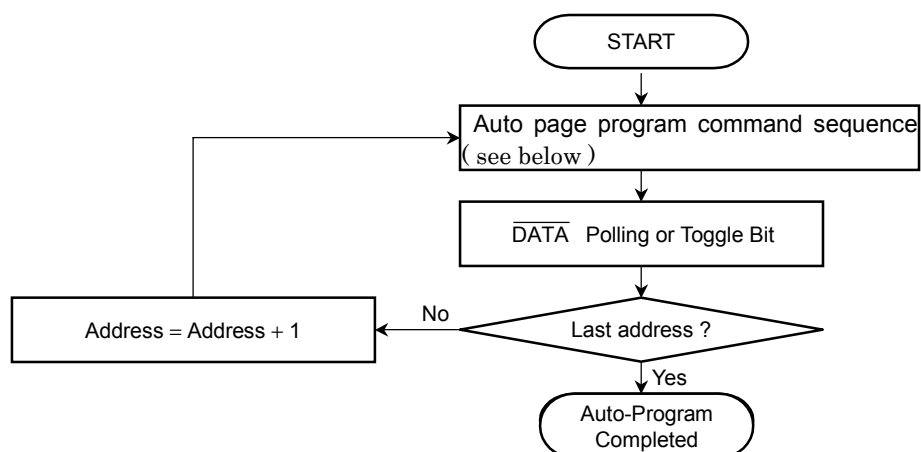 START
Auto page program command sequence
( see below )
DATA Polling or Toggle Bit
Last address ?
No
Address = Address + 1
Yes
Auto-Program
Completed